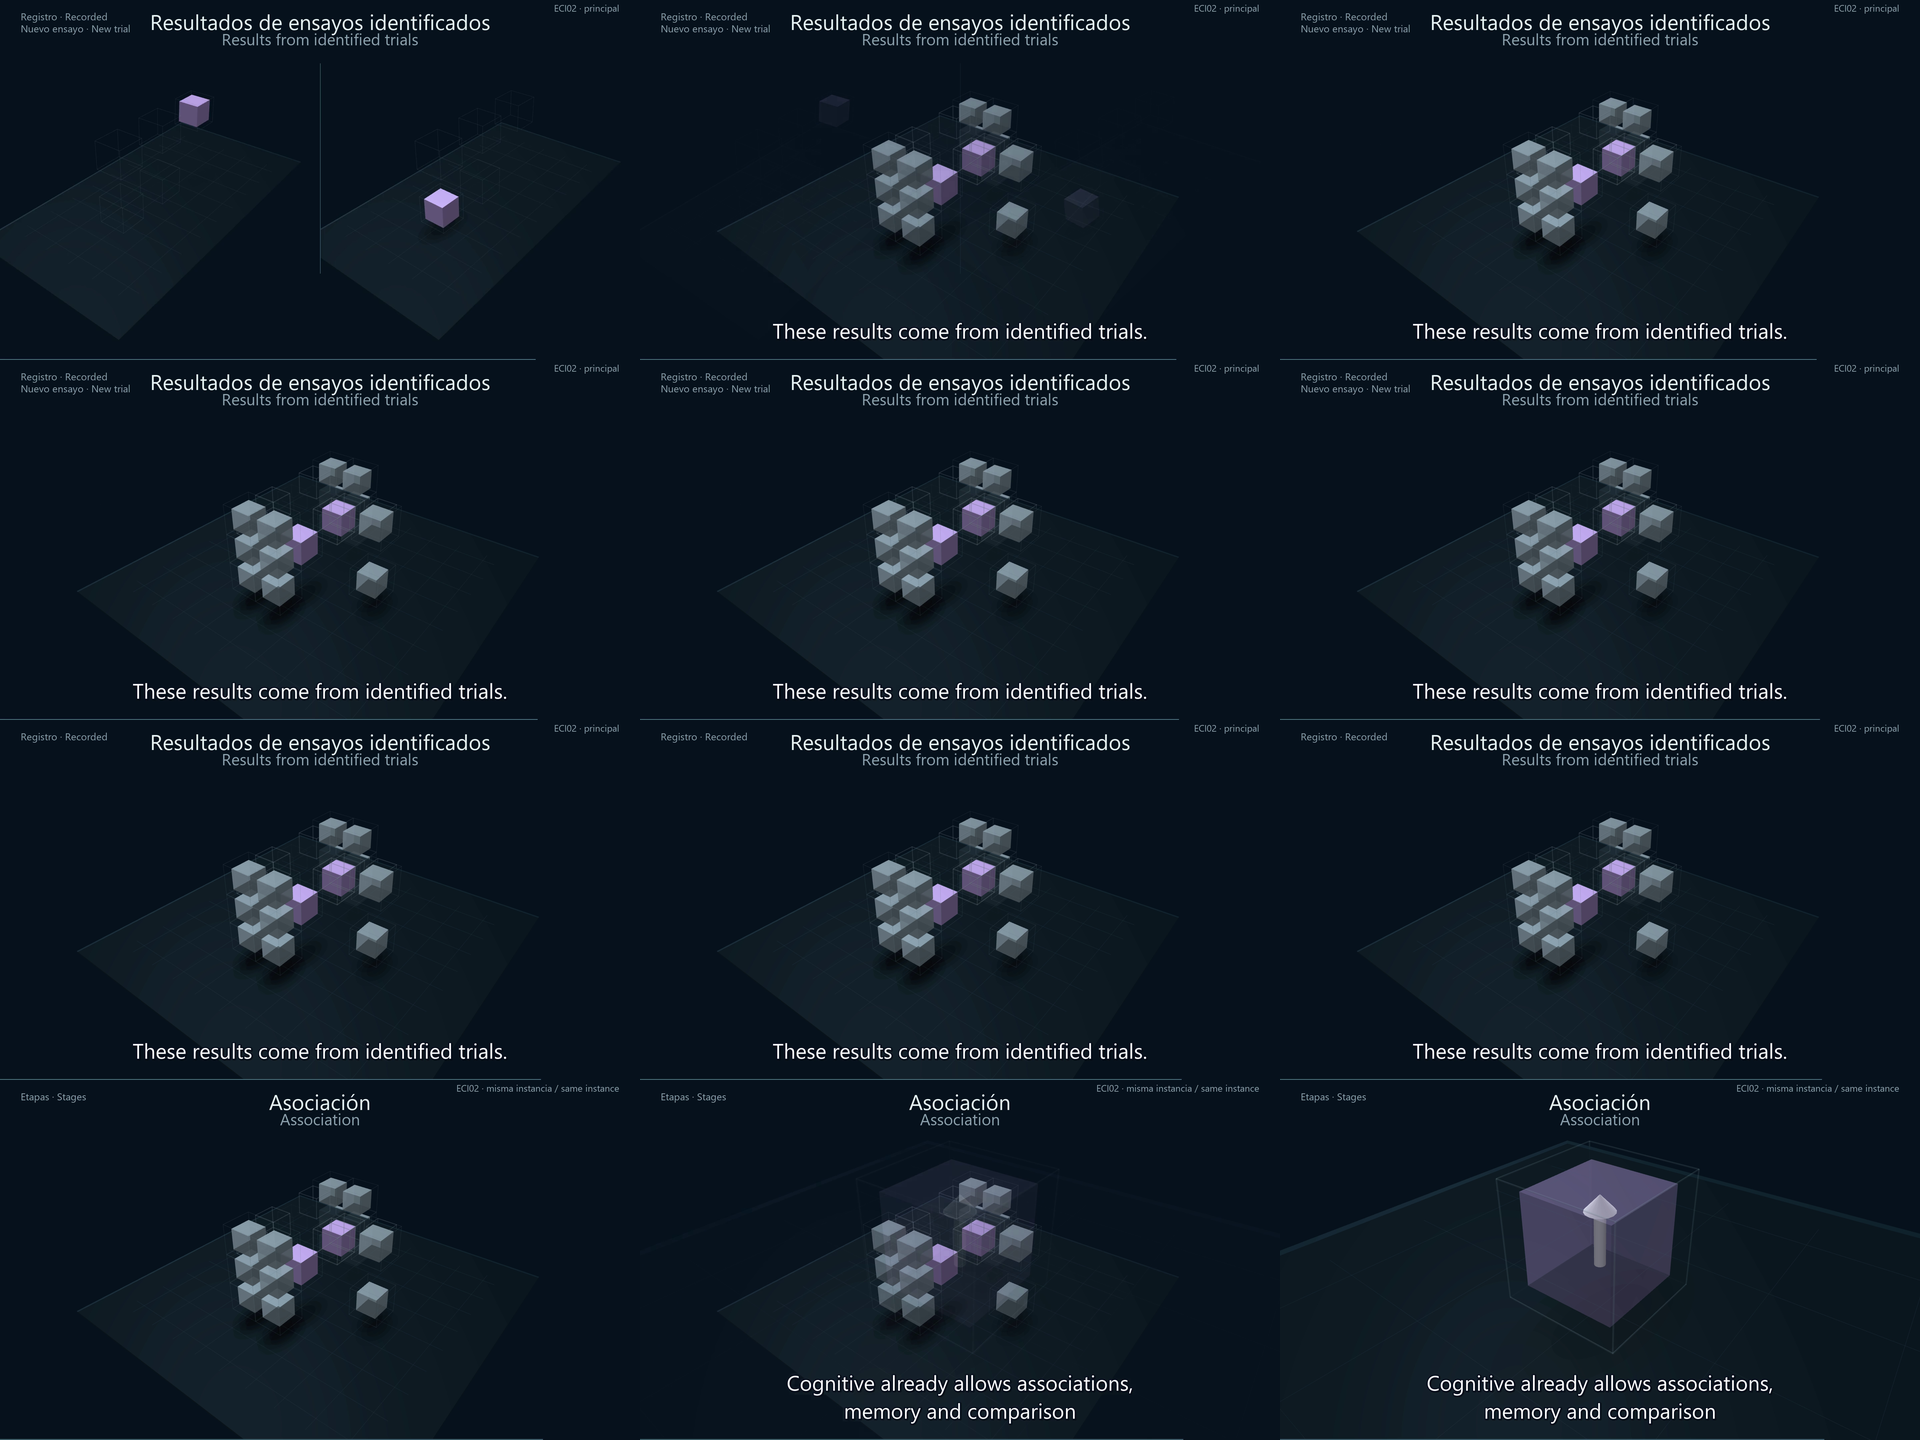 ECI02 · principal
Registro · Recorded
Nuevo ensayo · New trial
Resultados de ensayos identificados
Results from identified trials
ECI02 · principal
Registro · Recorded
Nuevo ensayo · New trial
Resultados de ensayos identificados
Results from identified trials
These results come from identified trials.
ECI02 · principal
Registro · Recorded
Nuevo ensayo · New trial
Resultados de ensayos identificados
Results from identified trials
These results come from identified trials.
ECI02 · principal
Registro · Recorded
Nuevo ensayo · New trial
Resultados de ensayos identificados
Results from identified trials
These results come from identified trials.
ECI02 · principal
Registro · Recorded
Nuevo ensayo · New trial
Resultados de ensayos identificados
Results from identified trials
These results come from identified trials.
ECI02 · principal
Registro · Recorded
Nuevo ensayo · New trial
Resultados de ensayos identificados
Results from identified trials
These results come from identified trials.
ECI02 · principal
Registro · Recorded
Resultados de ensayos identificados
Results from identified trials
These results come from identified trials.
ECI02 · principal
Registro · Recorded
Resultados de ensayos identificados
Results from identified trials
These results come from identified trials.
ECI02 · principal
Registro · Recorded
Resultados de ensayos identificados
Results from identified trials
These results come from identified trials.
ECI02 · misma instancia / same instance
Etapas · Stages
Asociación
Association
ECI02 · misma instancia / same instance
Etapas · Stages
Asociación
Association
Cognitive already allows associations,
memory and comparison
ECI02 · misma instancia / same instance
Etapas · Stages
Asociación
Association
Cognitive already allows associations,
memory and comparison